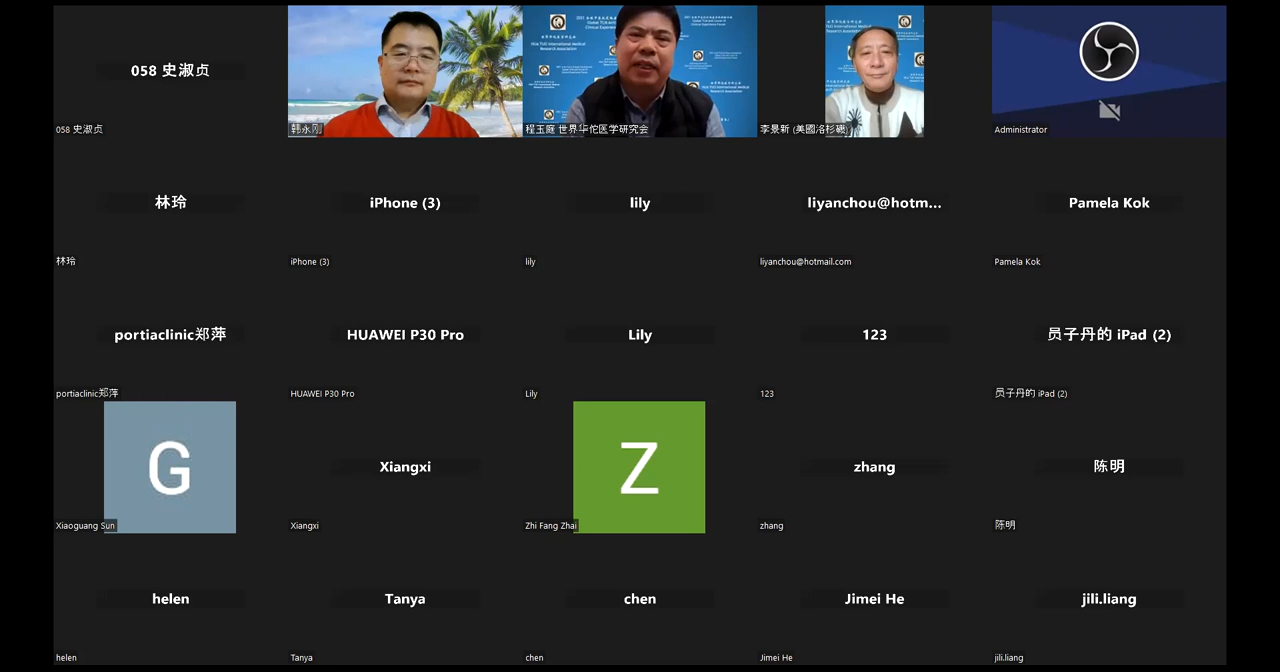 058 史淑贞
058 史淑贞
韩永刚
Hua TUO International Medical
Research Association
程玉庭 世界华佗医学研究会
李景新 (美國洛杉磯)
Administrator
林玲
iPhone (3)
lily
liyanchou@hotm...
Pamela Kok
林玲
iPhone (3)
lily
liyanchou@hotmail.com
Pamela Kok
portiaclinic郑萍
HUAWEI P30 Pro
Lily
123
员子丹的 iPad (2)
portiaclinic郑萍
HUAWEI P30 Pro
Lily
123
员子丹的 iPad (2)
G
Xiangxi
Z
zhang
陈明
Xiaoguang Sun
Xiangxi
Zhi Fang Zhai
zhang
陈明
helen
Tanya
chen
Jimei He
jili.liang
helen
Tanya
chen
Jimei He
jili.liang